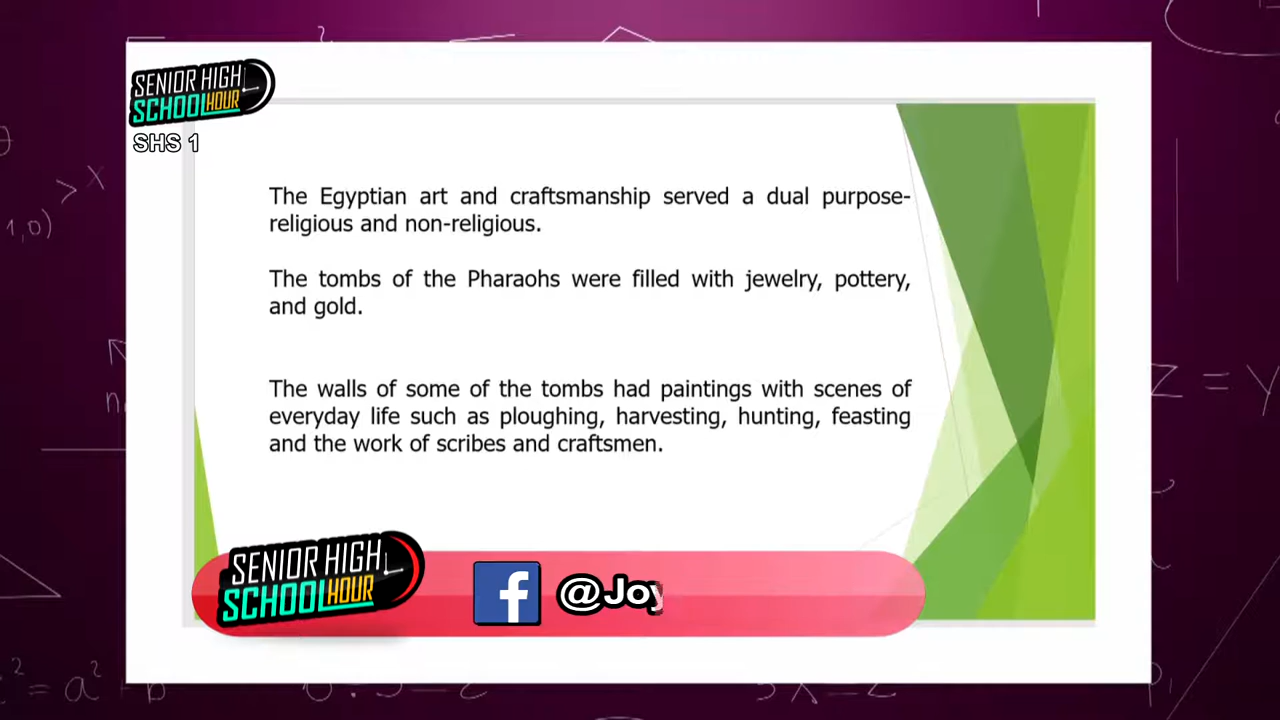 SENIOR HIGH
SCHOOL HOUR
SHS 1
The Egyptian art and craftsmanship served a dual purpose-
religious and non-religious.
The tombs of the Pharaohs were filled with jewelry, pottery,
and gold.
The walls of some of the tombs had paintings with scenes of
everyday life such as ploughing, harvesting, hunting, feasting
and the work of scribes and craftsmen.
SENIOR HIGH
SCHOOL HOUR
f @Joy